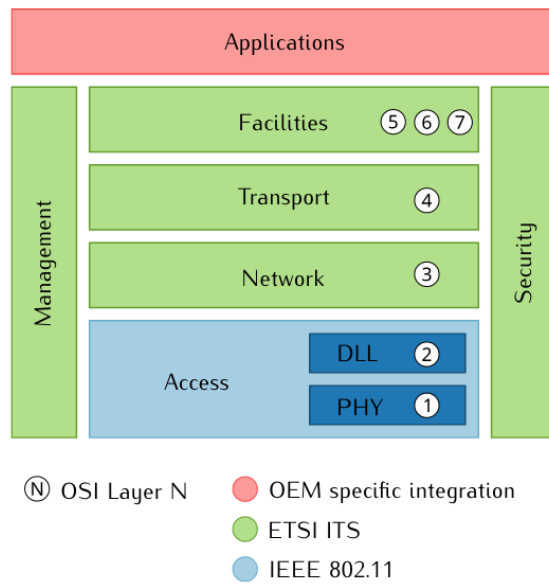 Applications
Management
Facilities 5 6 7
Transport 4
Network 3
Access
DLL 2
PHY 1
Security
N OSI Layer N
OEM specific integration
ETSI ITS
IEEE 802.11